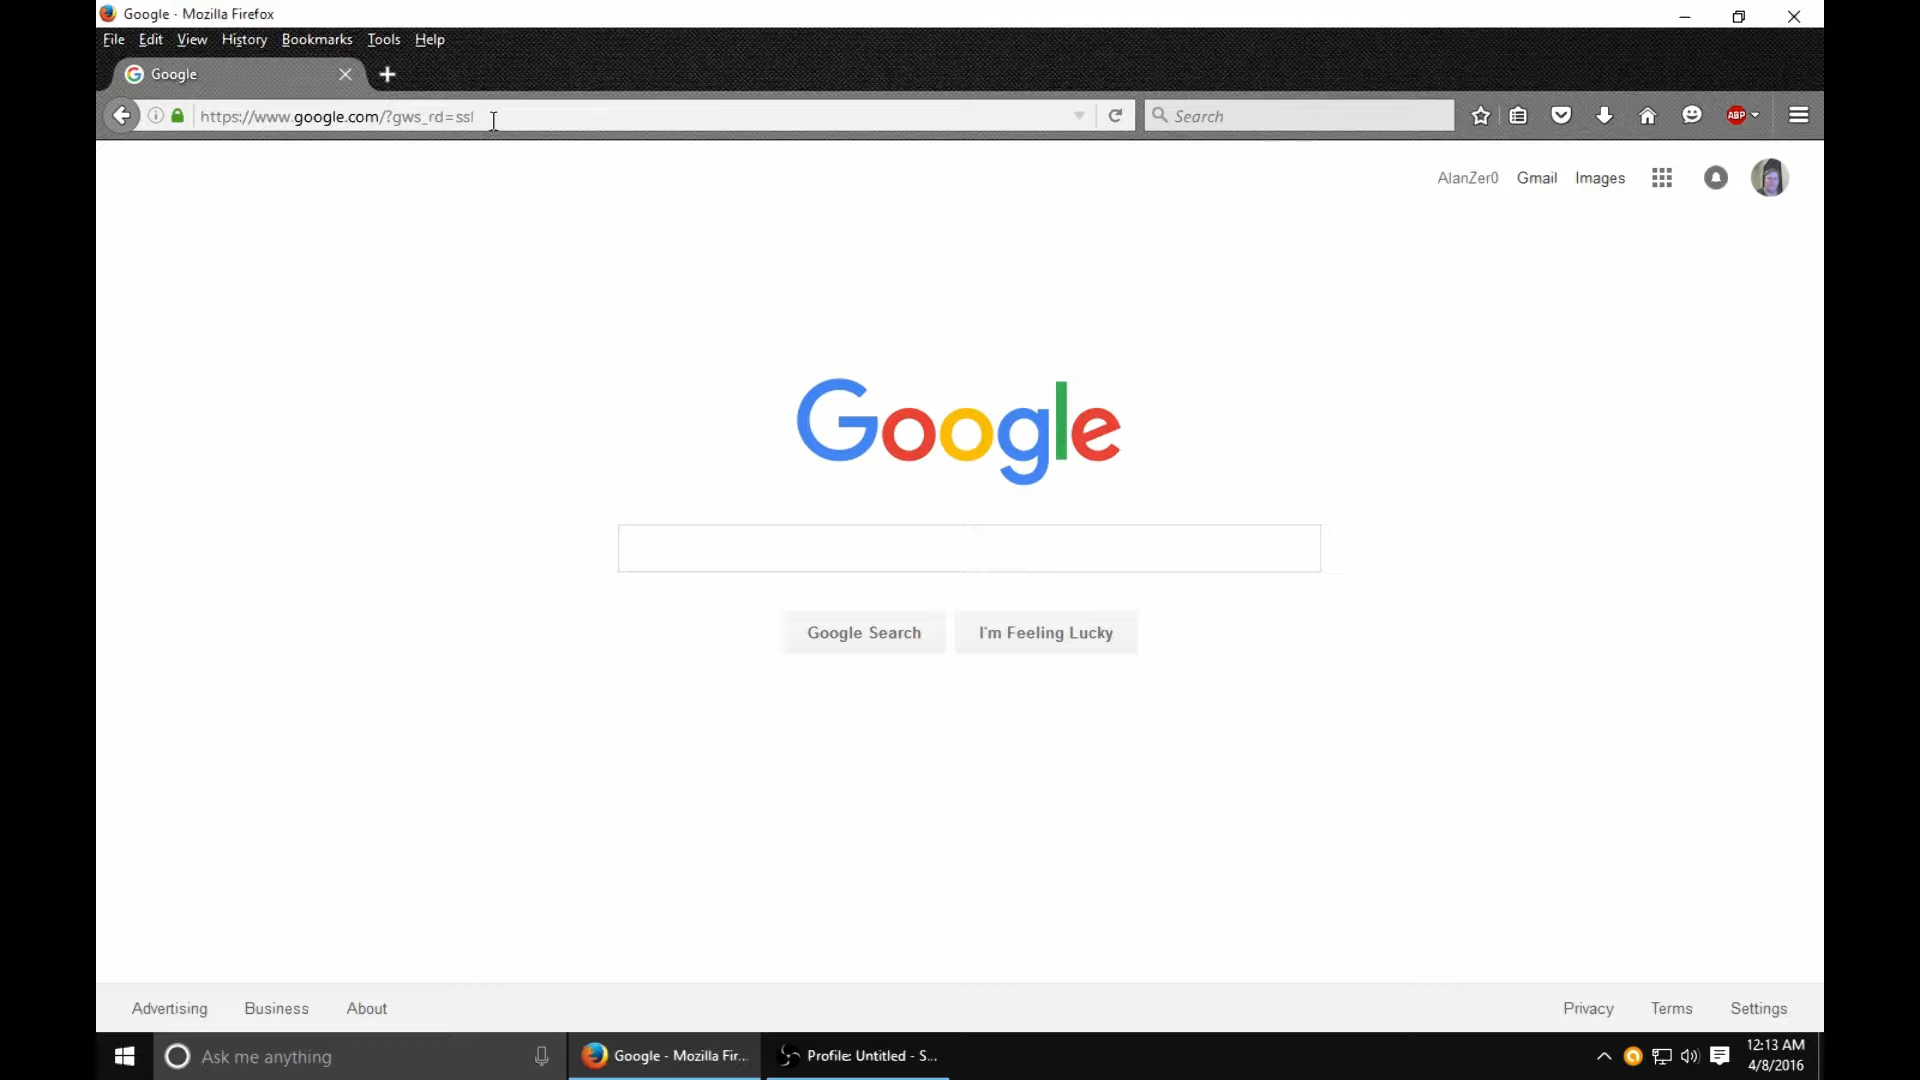 Google - Mozilla Firefox
File Edit View History Bookmarks Tools Help
Google
https://www.google.com/?gws_rd=ssl
Search
ABP
AlanZer0 Gmail Images
Google
Google Search I'm Feeling Lucky
Advertising Business About Privacy Terms Settings
Ask me anything
Google - Mozilla Fir...
Profile: Untitled - S...
12:13 AM
4/8/2016